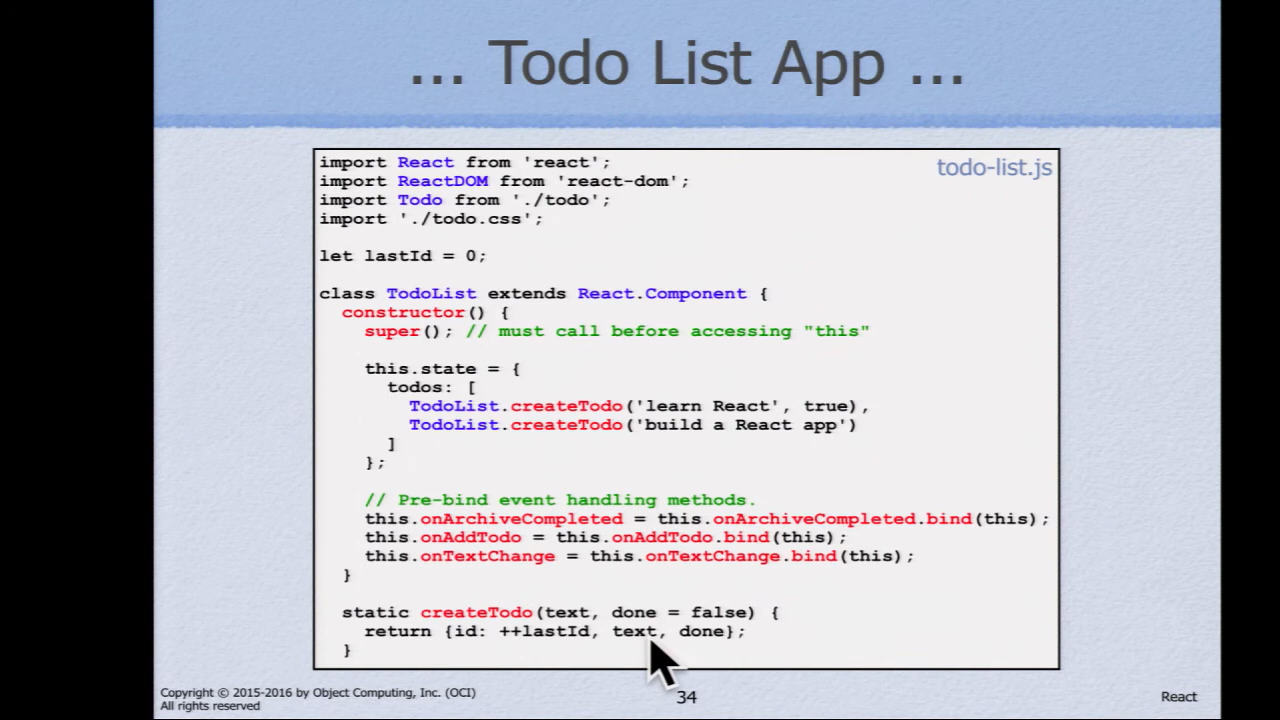 ... Todo List App ...
todo-list.js
import React from 'react';
import ReactDOM from 'react-dom';
import Todo from './todo';
import './todo.css';
let lastId = 0;
class TodoList extends React.Component {
constructor() {
super(); // must call before accessing "this"
this.state = {
todos: [
TodoList.createTodo('learn React', true),
TodoList.createTodo('build a React app')
]
};
// Pre-bind event handling methods.
this.onArchiveCompleted = this.onArchiveCompleted.bind(this);
this.onAddTodo = this.onAddTodo.bind(this);
this.onTextChange = this.onTextChange.bind(this);
}
static createTodo(text, done = false) {
return {id: ++lastId, text, done};
}
Copyright © 2015-2016 by Object Computing, Inc. (OCI)
All rights reserved
34
React